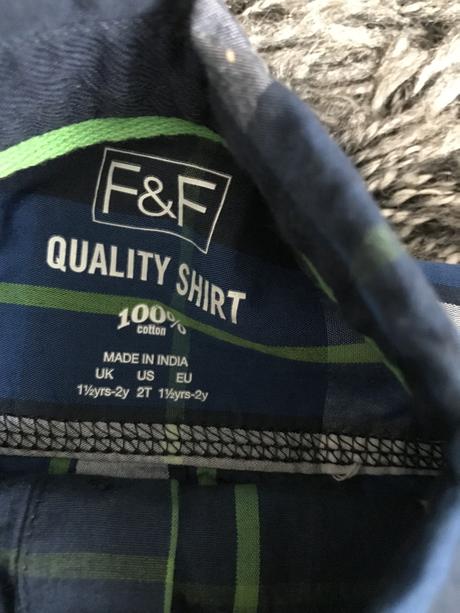 F&F
QUALITY SHIRT
100%
cotton
MADE IN INDIA
UK US EU
1½yrs-2y 2T 1½yrs-2y